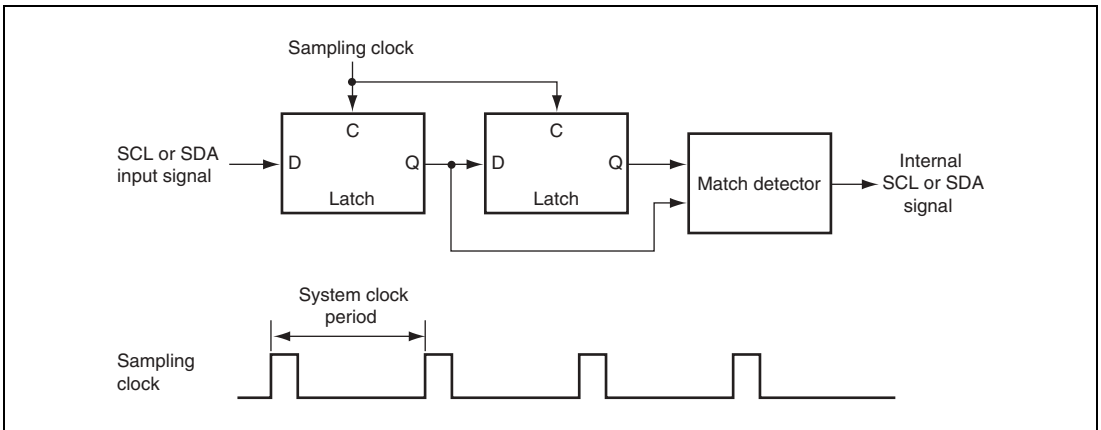 Sampling clock
C
C
SCL or SDA
input signal
D
Q
D
Q
Latch
Latch
Match detector
Internal
SCL or SDA
signal
System clock
period
Sampling
clock